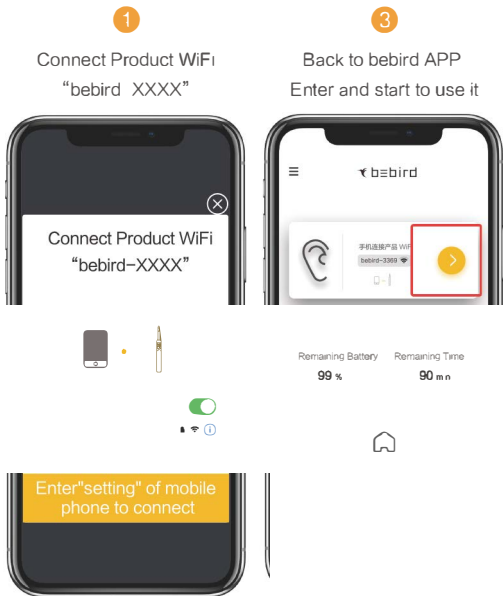 1
Connect Product WiFi
“bebird XXXX”
Connect Product WiFi
“bebird-XXXX”
Enter"setting" of mobile
phone to connect
3
Back to bebird APP
Enter and start to use it
bebird
手机连接产品 WiFi
bebird-3369
Remaining Battery
99 %
Remaining Time
90 m n